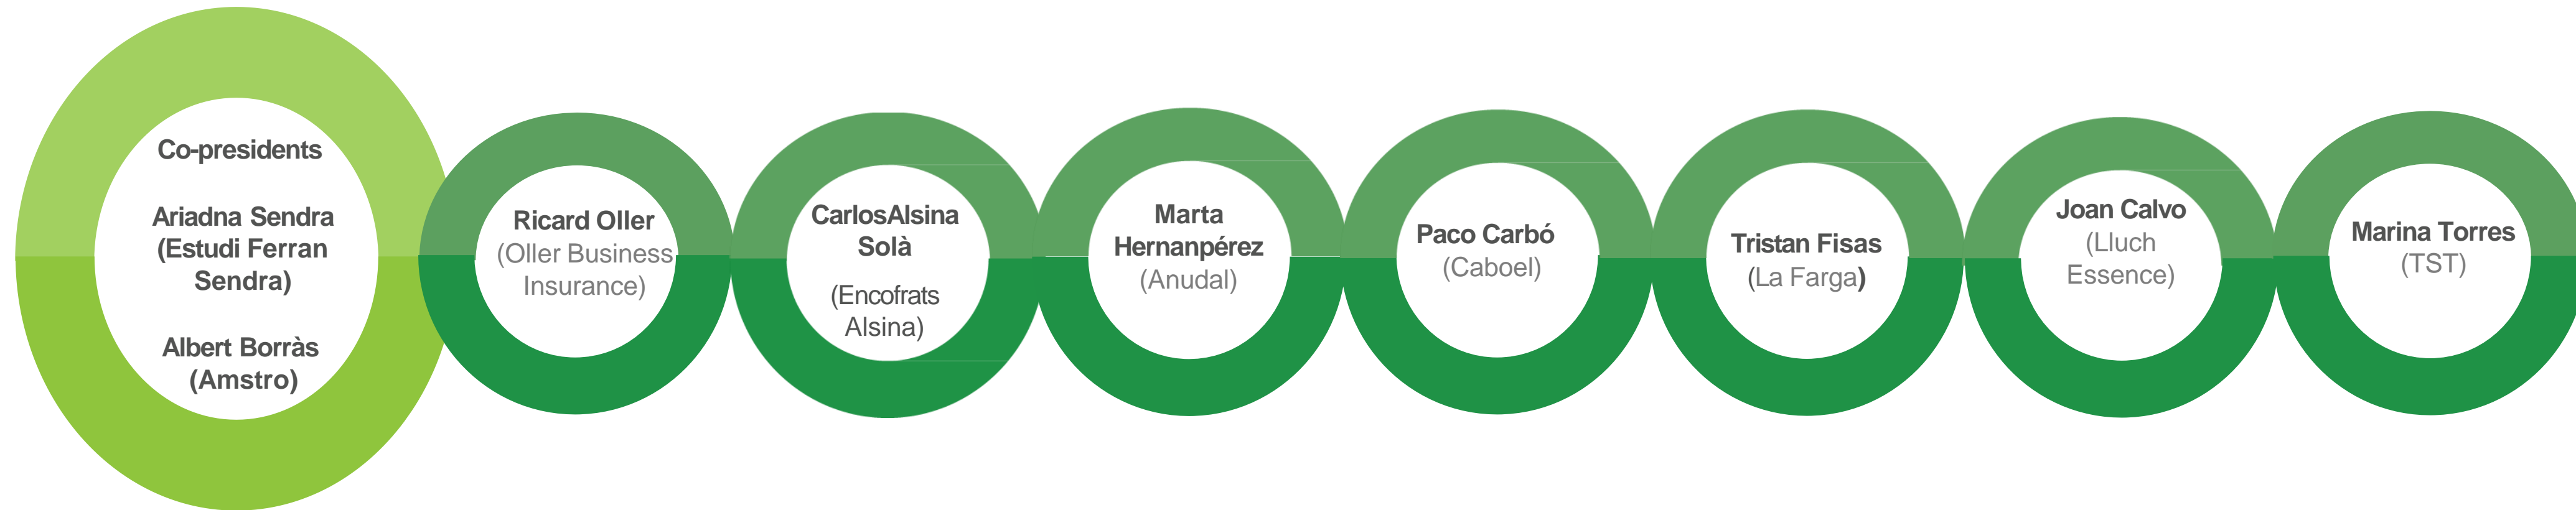 Co-presidents
Ariadna Sendra
(Estudi Ferran
Sendra)
Albert Borràs
(Amstro)
Ricard Oller
(Oller Business
Insurance)
CarlosAlsina
Solà
(Encofrats
Alsina)
Marta
Hernanpérez
(Anudal)
Paco Carbó
(Caboel)
Tristan Fisas
(La Farga)
Joan Calvo
(Lluch
Essence)
Marina Torres
(TST)